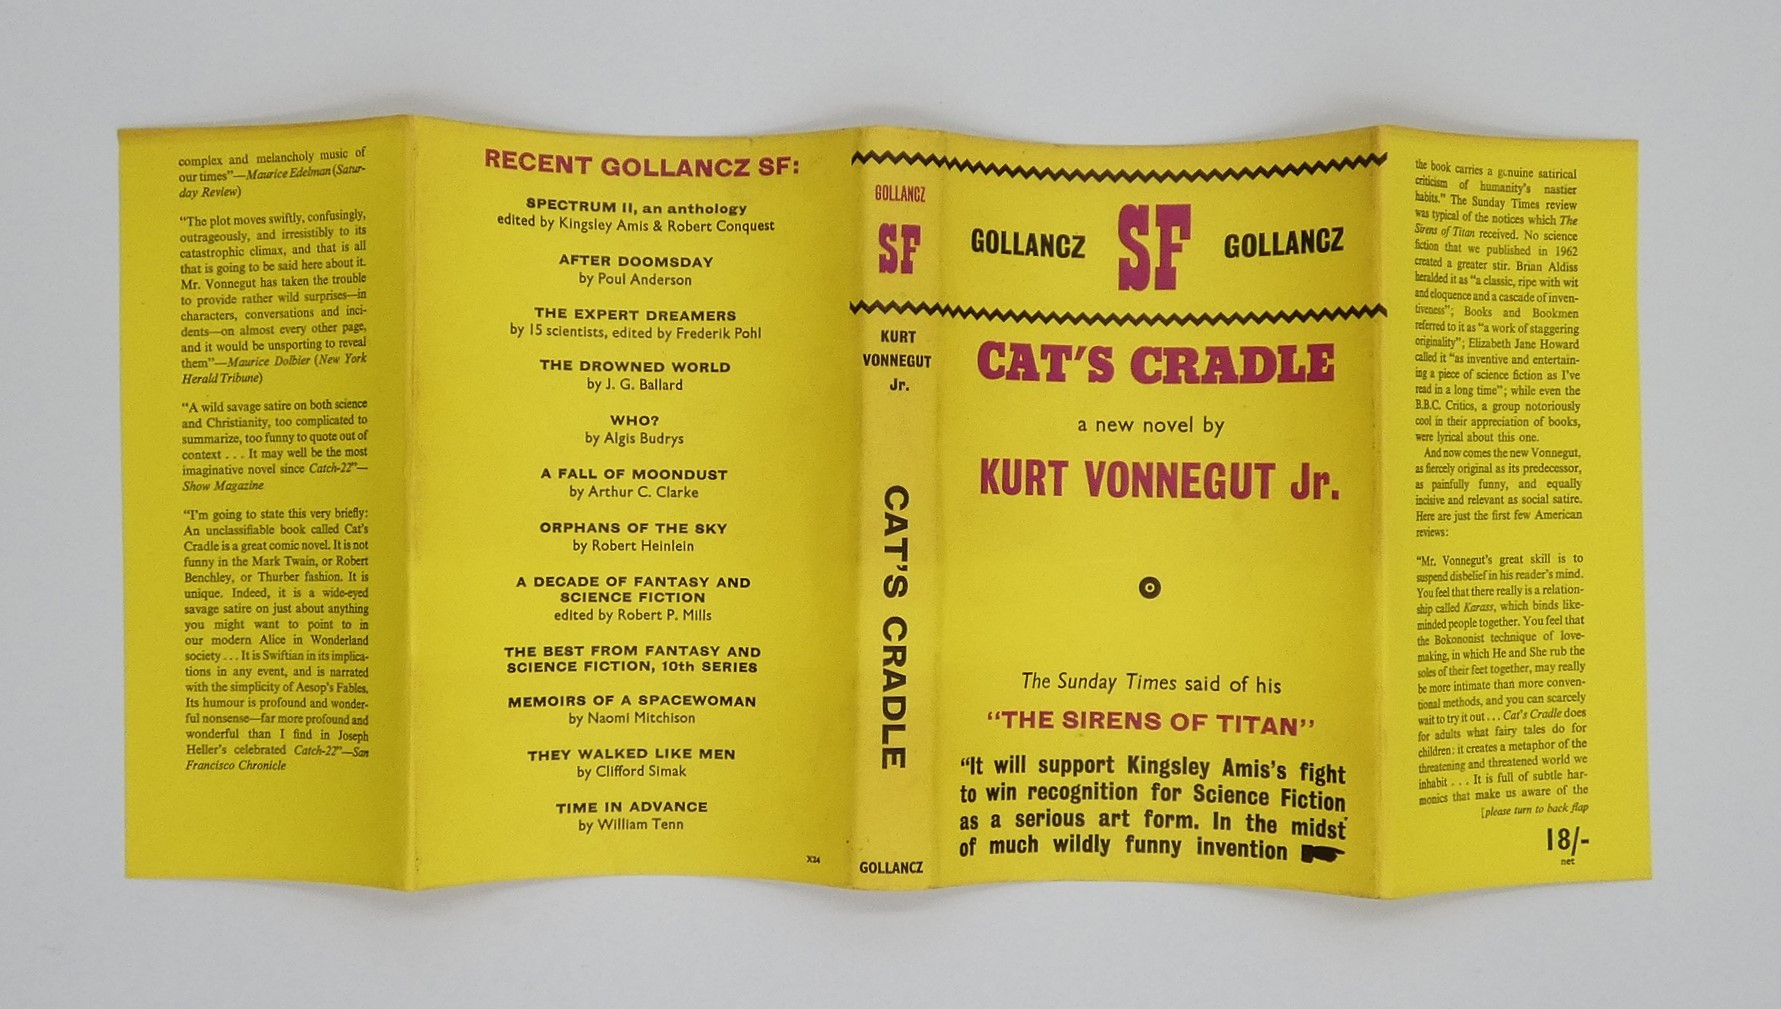 complex and melancholy music of
our times"—Maurice Edelman (Satur-
day Review)
"The plot moves swiftly, confusingly,
outrageously, and irresistibly to its
catastrophic climax, and that is all
that is going to be said here about it.
Mr. Vonnegut has taken the trouble
to provide rather wild surprises—in
characters, conversations and inci-
dents—on almost every other page,
and it would be unsporting to reveal
them"—Maurice Dolbier (New York
Herald Tribune)
"A wild savage satire on both science
and Christianity, too complicated to
summarize, too funny to quote out of
context . . . It may well be the most
imaginative novel since Catch-22"—
Show Magazine
"I'm going to state this very briefly:
An unclassifiable book called Cat's
Cradle is a great comic novel. It is not
funny in the Mark Twain, or Robert
Benchley, or Thurber fashion. It is
unique. Indeed, it is a wide-eyed
savage satire on just about anything
you might want to point to in
our modern Alice in Wonderland
society . . . It is Swiftian in its implica-
tions in any event, and is narrated
with the simplicity of Aesop's Fables.
Its humour is profound and wonder-
ful nonsense—far more profound and
wonderful than I find in Joseph
Heller's celebrated Catch-22"—San
Francisco Chronicle
RECENT GOLLANCZ SF:
SPECTRUM II, an anthology
edited by Kingsley Amis & Robert Conquest
AFTER DOOMSDAY
by Poul Anderson
THE EXPERT DREAMERS
by 15 scientists, edited by Frederik Pohl
THE DROWNED WORLD
by J. G. Ballard
WHO?
by Algis Budrys
A FALL OF MOONDUST
by Arthur C. Clarke
ORPHANS OF THE SKY
by Robert Heinlein
A DECADE OF FANTASY AND
SCIENCE FICTION
edited by Robert P. Mills
THE BEST FROM FANTASY AND
SCIENCE FICTION, 10th SERIES
MEMOIRS OF A SPACEWOMAN
by Naomi Mitchison
THEY WALKED LIKE MEN
by Clifford Simak
TIME IN ADVANCE
by William Tenn
X24
GOLLANCZ
SF
KURT
VONNEGUT
Jr.
CAT'S CRADLE
GOLLANCZ
GOLLANCZ SF GOLLANCZ
CAT'S CRADLE
a new novel by
KURT VONNEGUT Jr.
The Sunday Times said of his
"THE SIRENS OF TITAN"
"It will support Kingsley Amis's fight
to win recognition for Science Fiction
as a serious art form. In the midst
of much wildly funny invention
the book carries a genuine satirical
criticism of humanity's nastier
habits." The Sunday Times review
was typical of the notices which The
Sirens of Titan received. No science
fiction that we published in 1962
created a greater stir. Brian Aldiss
heralded it as "a classic, ripe with wit
and eloquence and a cascade of inven-
tiveness"; Books and Bookmen
referred to it as "a work of staggering
originality"; Elizabeth Jane Howard
called it "as inventive and entertain-
ing a piece of science fiction as I've
read in a long time"; while even the
B.B.C. Critics, a group notoriously
cool in their appreciation of books,
were lyrical about this one.
And now comes the new Vonnegut,
as fiercely original as its predecessor,
as painfully funny, and equally
incisive and relevant as social satire.
Here are just the first few American
reviews:
"Mr. Vonnegut's great skill is to
suspend disbelief in his reader's mind.
You feel that there really is a relation-
ship called Karass, which binds like-
minded people together. You feel that
the Bokononist technique of love-
making, in which He and She rub the
soles of their feet together, may really
be more intimate than more conven-
tional methods, and you can scarcely
wait to try it out . . . Cat's Cradle does
for adults what fairy tales do for
children: it creates a metaphor of the
threatening and threatened world we
inhabit . . . It is full of subtle har-
monics that make us aware of the
[please turn to back flap
18/-
net